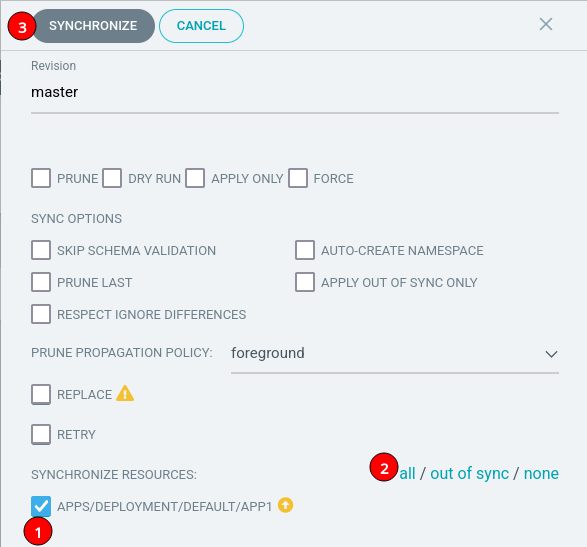 3 SYNCHRONIZE CANCEL
Revision
master
PRUNE DRY RUN APPLY ONLY FORCE
SYNC OPTIONS
SKIP SCHEMA VALIDATION AUTO-CREATE NAMESPACE
PRUNE LAST APPLY OUT OF SYNC ONLY
RESPECT IGNORE DIFFERENCES
PRUNE PROPAGATION POLICY: foreground
REPLACE
RETRY
SYNCHRONIZE RESOURCES: 2 all / out of sync / none
APPS/DEPLOYMENT/DEFAULT/APP1
1